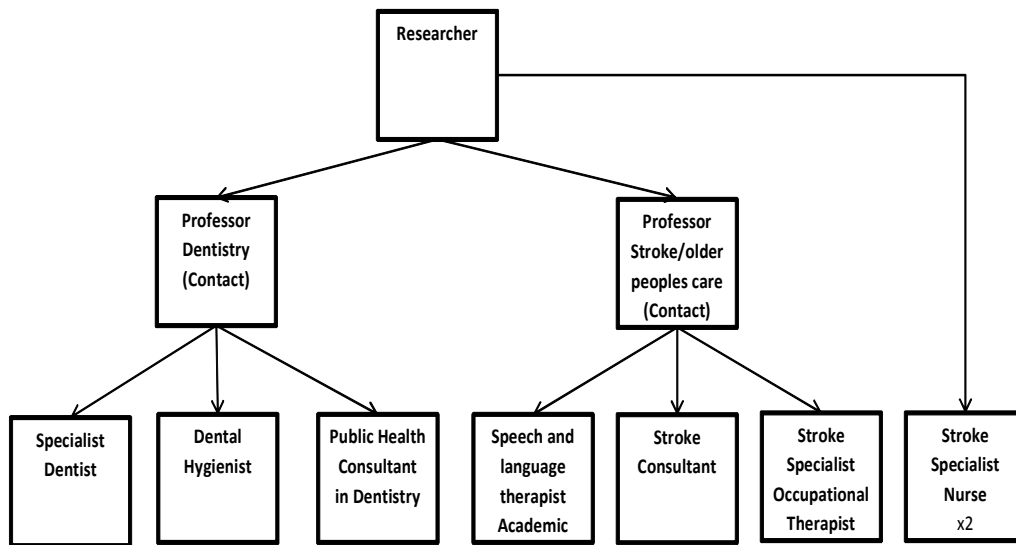 Researcher
Professor
Dentistry
(Contact)
Professor
Stroke/older
peoples care
(Contact)
Specialist
Dentist
Dental
Hygienist
Public Health
Consultant
in Dentistry
Speech and
language
therapist
Academic
Stroke
Consultant
Stroke
Specialist
Occupational
Therapist
Stroke
Specialist
Nurse
x2